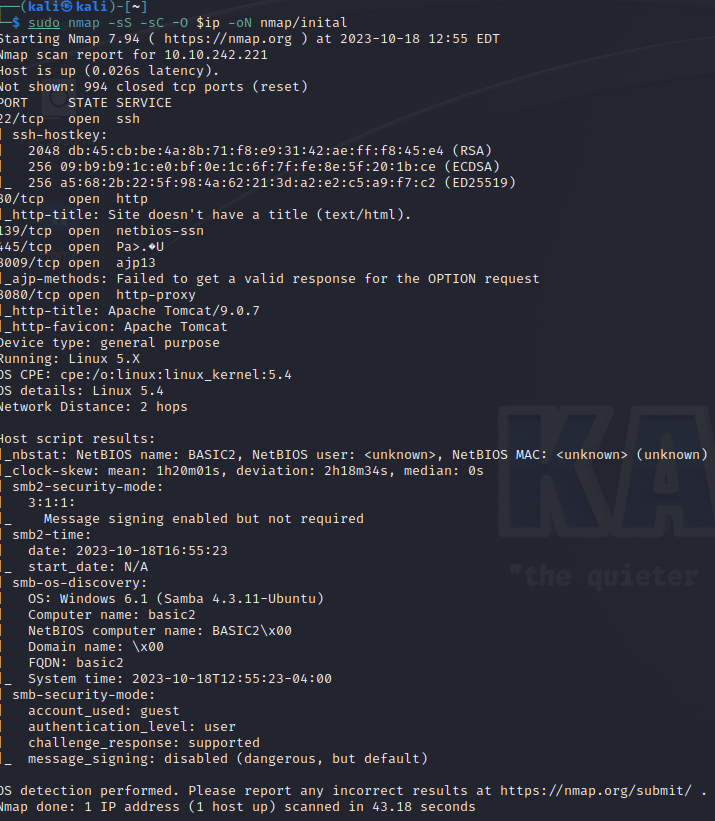 ──(kali㉿kali)-[~]
─$ sudo nmap -sS -sC -O $ip -oN nmap/inital
Starting Nmap 7.94 ( https://nmap.org ) at 2023-10-18 12:55 EDT
Nmap scan report for 10.10.242.221
Host is up (0.026s latency).
Not shown: 994 closed tcp ports (reset)
PORT     STATE SERVICE
22/tcp   open  ssh
| ssh-hostkey:
|   2048 db:45:cb:be:4a:8b:71:f8:e9:31:42:ae:ff:f8:45:e4 (RSA)
|   256 09:b9:b9:1c:e0:bf:0e:1c:6f:7f:fe:8e:5f:20:1b:ce (ECDSA)
|_  256 a5:68:2b:22:5f:98:4a:62:21:3d:a2:e2:c5:a9:f7:c2 (ED25519)
80/tcp   open  http
|_http-title: Site doesn't have a title (text/html).
139/tcp  open  netbios-ssn
445/tcp  open  Pa>.�U
8009/tcp open  ajp13
|_ajp-methods: Failed to get a valid response for the OPTION request
8080/tcp open  http-proxy
|_http-title: Apache Tomcat/9.0.7
|_http-favicon: Apache Tomcat
Device type: general purpose
Running: Linux 5.X
OS CPE: cpe:/o:linux:linux_kernel:5.4
OS details: Linux 5.4
Network Distance: 2 hops

Host script results:
|_nbstat: NetBIOS name: BASIC2, NetBIOS user: <unknown>, NetBIOS MAC: <unknown> (unknown)
|_clock-skew: mean: 1h20m01s, deviation: 2h18m34s, median: 0s
| smb2-security-mode:
|   3:1:1:
|_    Message signing enabled but not required
| smb2-time:
|   date: 2023-10-18T16:55:23
|_  start_date: N/A
| smb-os-discovery:
|   OS: Windows 6.1 (Samba 4.3.11-Ubuntu)
|   Computer name: basic2
|   NetBIOS computer name: BASIC2\x00
|   Domain name: \x00
|   FQDN: basic2
|_  System time: 2023-10-18T12:55:23-04:00
| smb-security-mode:
|   account_used: guest
|   authentication_level: user
|   challenge_response: supported
|_  message_signing: disabled (dangerous, but default)

OS detection performed. Please report any incorrect results at https://nmap.org/submit/ .
Nmap done: 1 IP address (1 host up) scanned in 43.18 seconds
KA
"the quieter